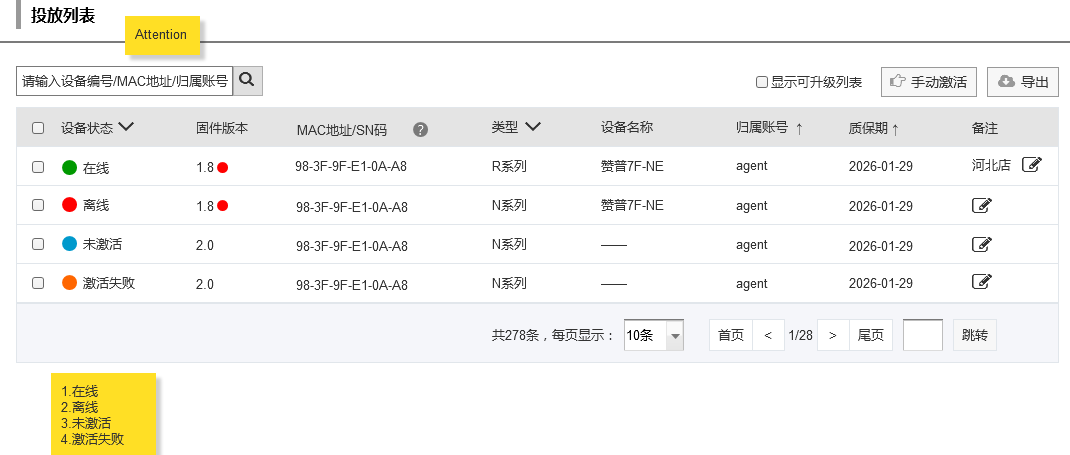 投放列表
Attention
请输入设备编号/MAC地址/归属账号
显示可升级列表 手动激活 导出
设备状态 固件版本 MAC地址/SN码 ? 类型 设备名称 归属账号 ↑ 质保期↑ 备注
在线 1.8 98-3F-9F-E1-0A-A8 R系列 赞普7F-NE agent 2026-01-29 河北店
离线 1.8 98-3F-9F-E1-0A-A8 N系列 赞普7F-NE agent 2026-01-29
未激活 2.0 98-3F-9F-E1-0A-A8 N系列 —— agent 2026-01-29
激活失败 2.0 98-3F-9F-E1-0A-A8 N系列 —— agent 2026-01-29
共278条，每页显示： 10条 首页 < 1/28 > 尾页 跳转
1.在线
2.离线
3.未激活
4.激活失败